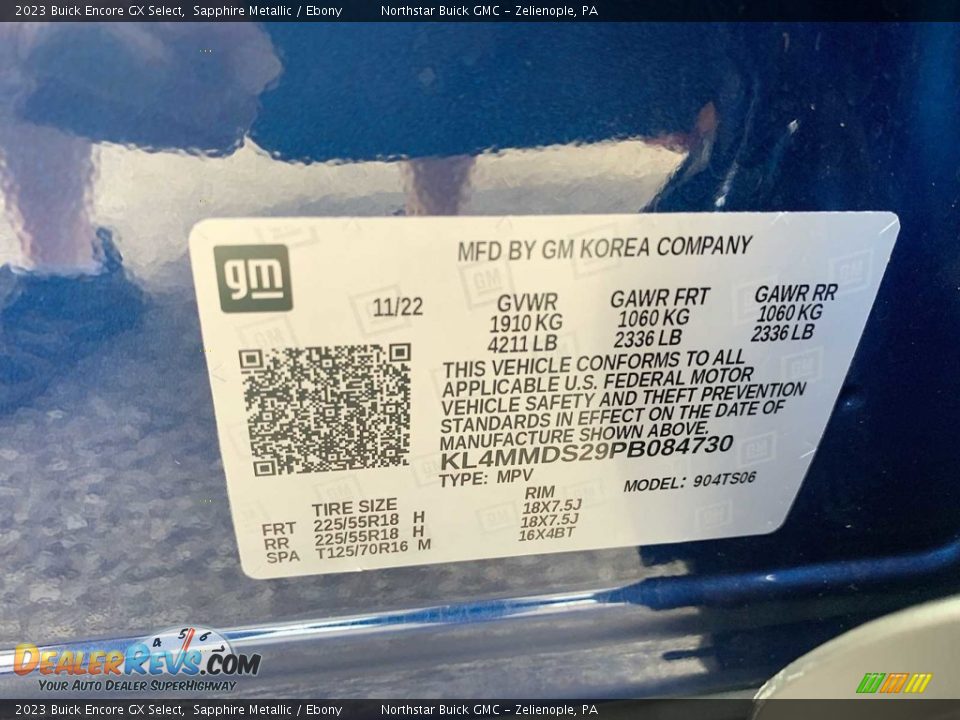 2023 Buick Encore GX Select, Sapphire Metallic / Ebony Northstar Buick GMC - Zelienople, PA
gm
MFD BY GM KOREA COMPANY
11/22
GVWR GAWR FRT GAWR RR
1910 KG 1060 KG 1060 KG
4211 LB 2336 LB 2336 LB
THIS VEHICLE CONFORMS TO ALL
APPLICABLE U.S. FEDERAL MOTOR
VEHICLE SAFETY AND THEFT PREVENTION
STANDARDS IN EFFECT ON THE DATE OF
MANUFACTURE SHOWN ABOVE.
KL4MMDS29PB084730
TYPE: MPV MODEL: 904TS06
TIRE SIZE RIM
FRT 225/55R18 H 18X7.5J
RR 225/55R18 H 18X7.5J
SPA T125/70R16 M 16X4BT
4 5 6
DEALERREVS.COM
YOUR AUTO DEALER SUPERHIGHWAY
2023 Buick Encore GX Select, Sapphire Metallic / Ebony Northstar Buick GMC - Zelienople, PA